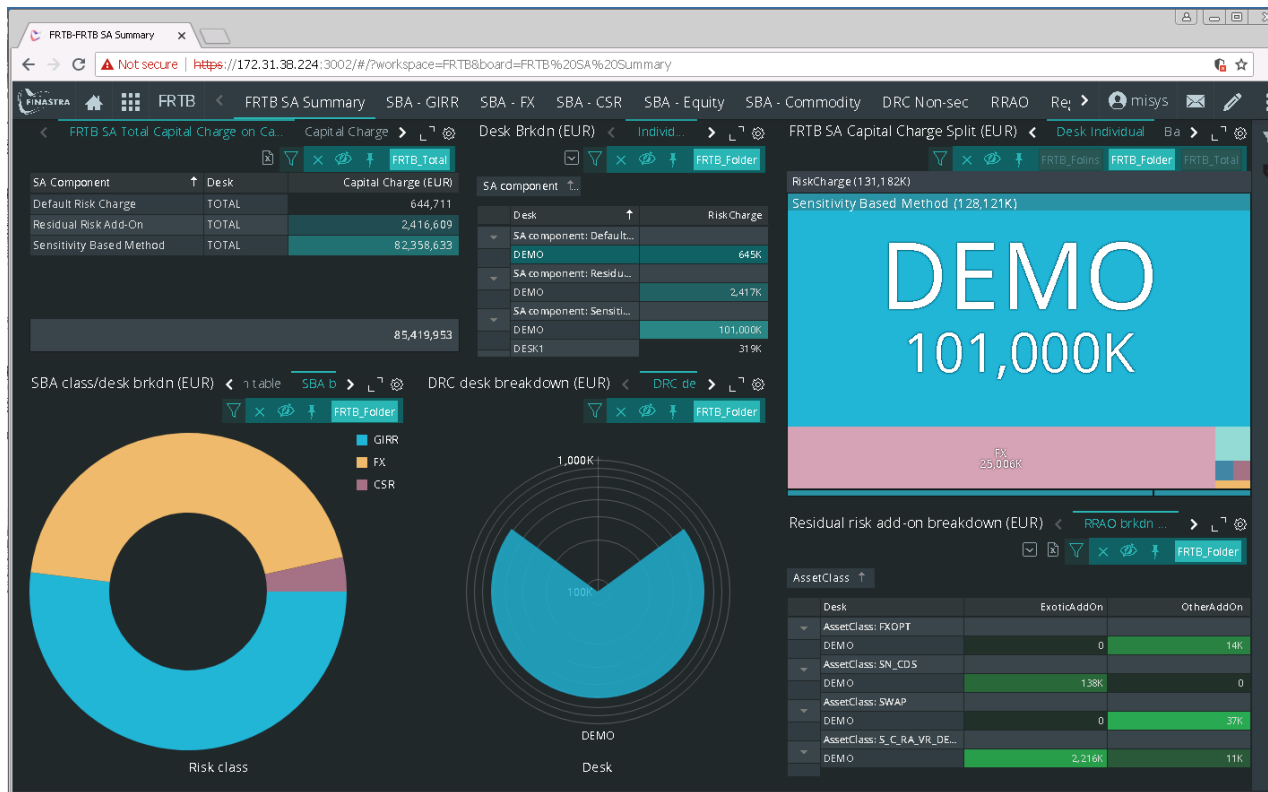 FRTB-FRTB SA Summary
Not secure | https://172.31.38.224:3002/#/?workspace=FRTB&board=FRTB%20SA%20Summary
FINASTRA FRTB FRTB SA Summary SBA - GIRR SBA - FX SBA - CSR SBA - Equity SBA - Commodity DRC Non-sec RRAO misys
FRTB SA Total Capital Charge on Ca... Capital Charge
FRTB_Total
SA Component Desk Capital Charge (EUR)
Default Risk Charge TOTAL 644,711
Residual Risk Add-On TOTAL 2,416,609
Sensitivity Based Method TOTAL 82,358,633
85,419,953
Desk Brkdn (EUR) Individ...
FRTB_Folder
SA component
Desk RiskCharge
SA component: Default...
DEMO 645K
SA component: Residu...
DEMO 2,417K
SA component: Sensiti...
DEMO 101,000K
DESK1 319K
FRTB SA Capital Charge Split (EUR) Desk Individual Ba
FRTB_Folins FRTB_Folder FRTB_Total
RiskCharge (131,182K)
Sensitivity Based Method (128,121K)
DEMO
101,000K
FX
25,006K
SBA class/desk brkdn (EUR) table SBA b
FRTB_Folder
GIRR
FX
CSR
Risk class
DRC desk breakdown (EUR) DRC de
FRTB_Folder
1,000K
100K
DEMO
Desk
Residual risk add-on breakdown (EUR) RRAO brkdn ...
FRTB_Folder
AssetClass
Desk ExoticAddOn OtherAddOn
AssetClass: FXOPT
DEMO 0 14K
AssetClass: SN_CDS
DEMO 138K 0
AssetClass: SWAP
DEMO 0 37K
AssetClass: S_C_RA_VR_DE...
DEMO 2,216K 11K